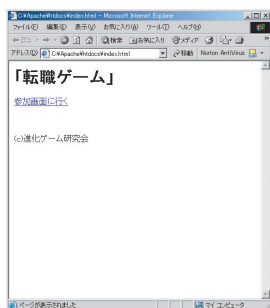 C:¥Apache¥htdocs¥index.html - Microsoft Internet Explorer
ファイル(F) 編集(E) 表示(V) お気に入り(A) ツール(T) ヘルプ(H)
戻る 検索 お気に入り メディア
アドレス(D) C:¥Apache¥htdocs¥index.html 移動 Norton AntiVirus
「転職ゲーム」
参加画面に行く
(c)進化ゲーム研究会
ページが表示されました マイ コンピュータ